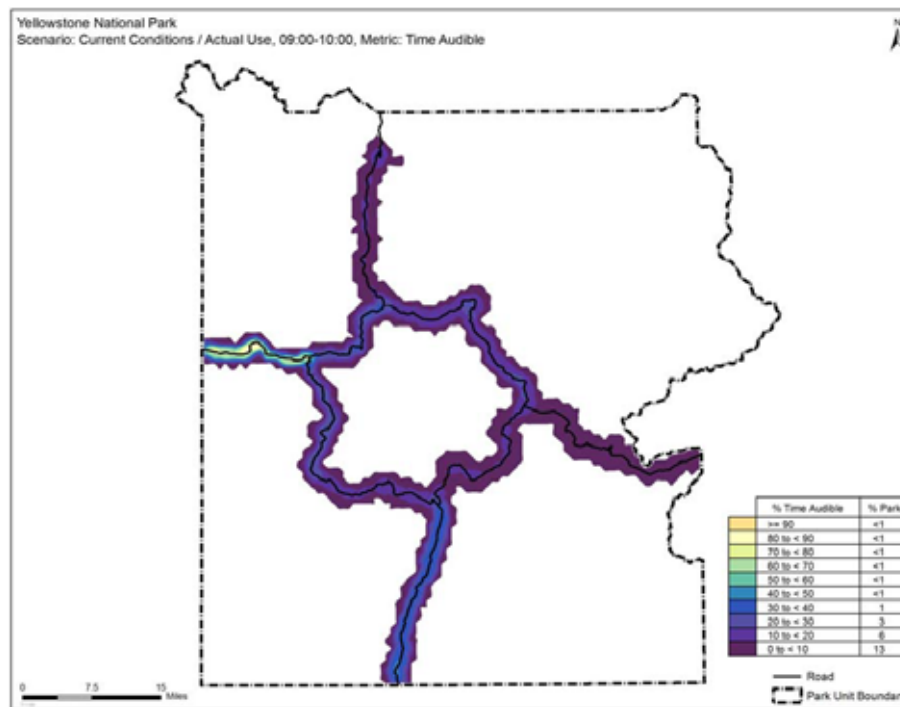 Yellowstone National Park
Scenario: Current Conditions / Actual Use, 09:00-10:00, Metric: Time Audible
N
% Time Audible % Park
>= 90 <1
80 to < 90 <1
70 to < 80 <1
60 to < 70 <1
50 to < 60 <1
40 to < 50 <1
30 to < 40 1
20 to < 30 3
10 to < 20 6
0 to < 10 13
0 7.5 15
Miles
Road
Park Unit Boundar